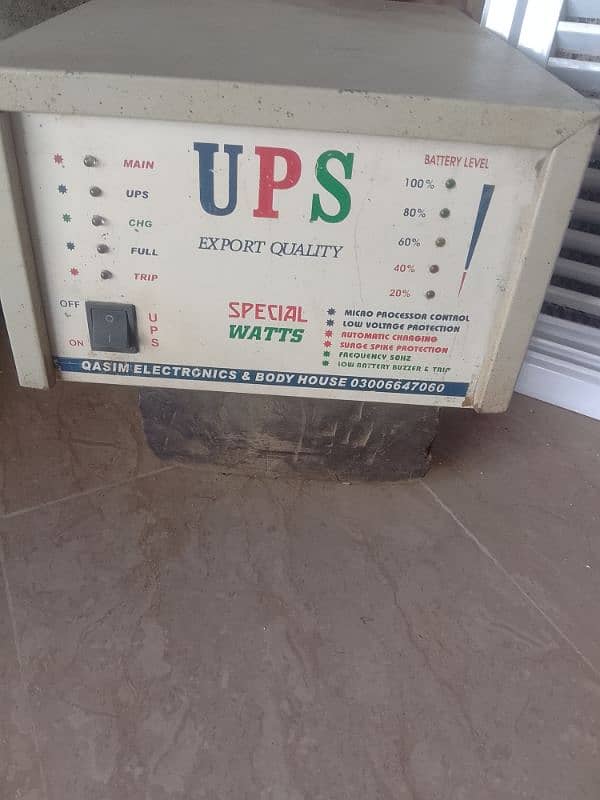 MAIN
UPS
CHG
FULL
TRIP
OFF
ON
UPS
UPS
EXPORT QUALITY
SPECIAL
WATTS
BATTERY LEVEL
100%
80%
60%
40%
20%
MICRO PROCESSOR CONTROL
LOW VOLTAGE PROTECTION
AUTOMATIC CHARGING
SURGE SPIKE PROTECTION
FREQUENCY 50HZ
LOW BATTERY BUZZER & TRIP
QASIM ELECTRONICS & BODY HOUSE 03006647060